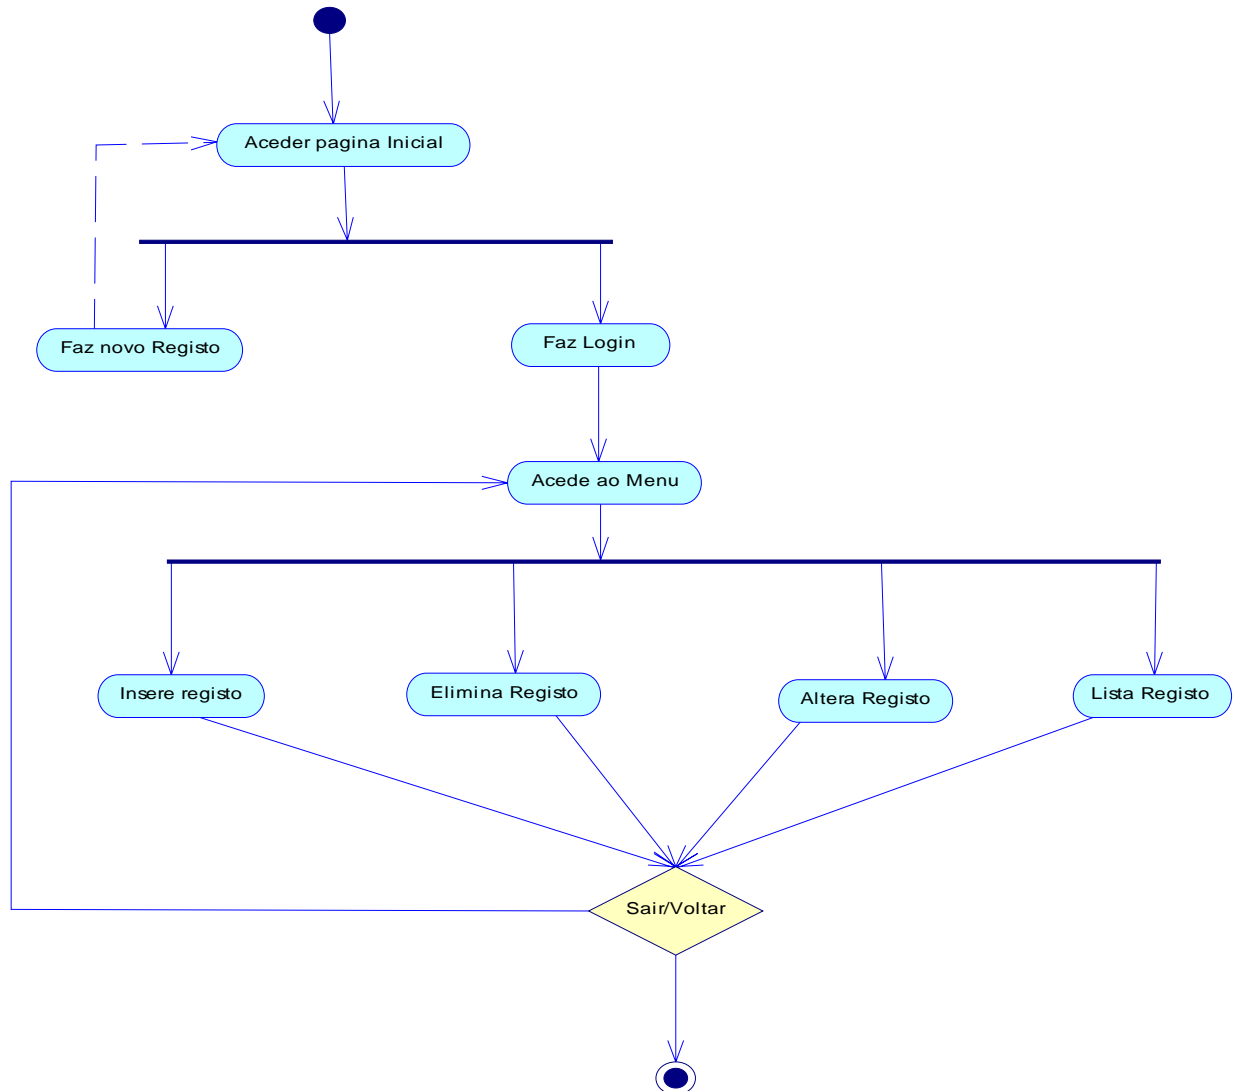 Aceder pagina Inicial
Faz novo Registo
Faz Login
Acede ao Menu
Insere registo
Elimina Registo
Altera Registo
Lista Registo
Sair/Voltar